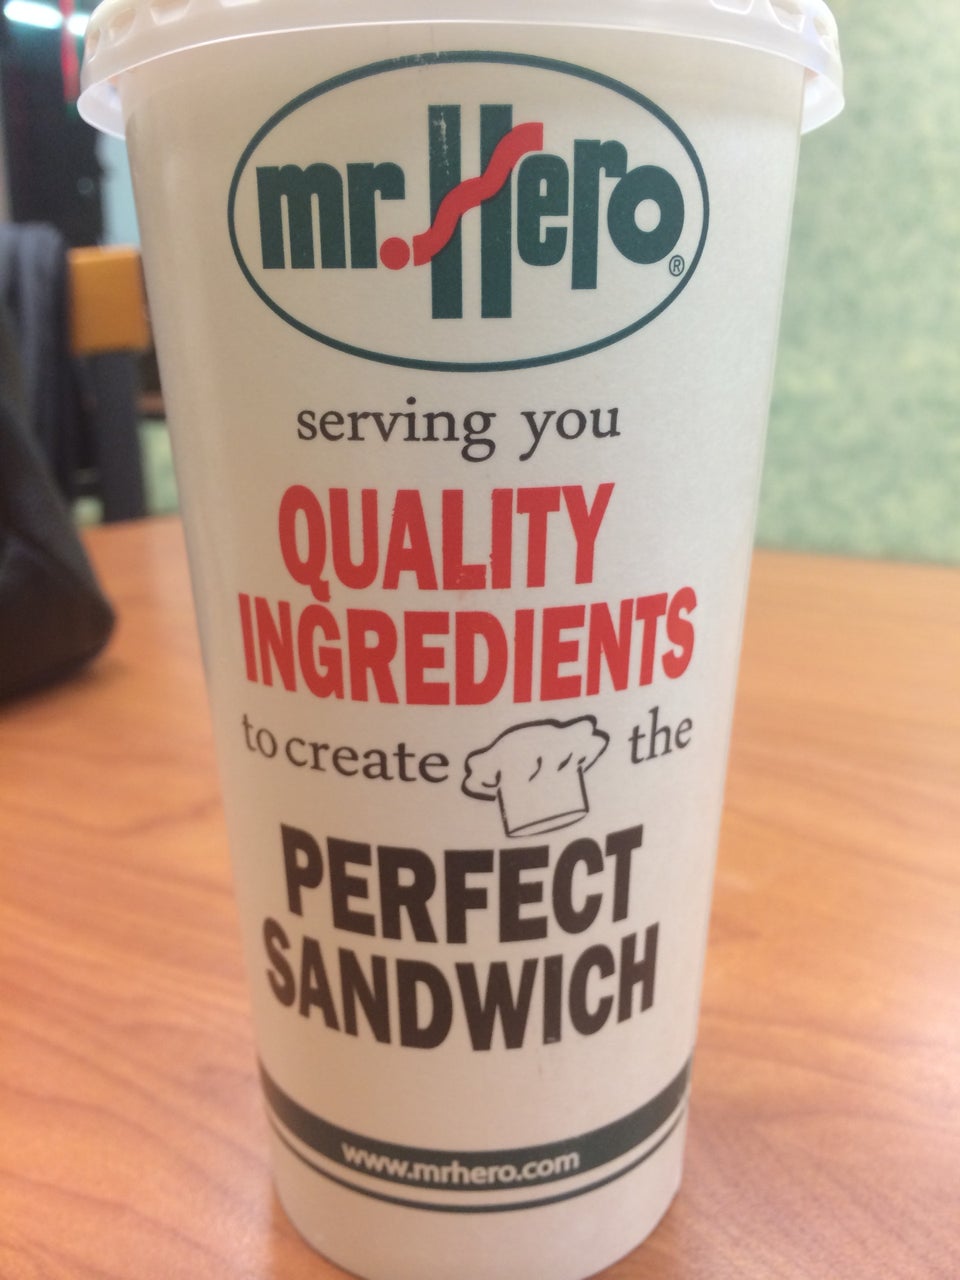 mr. Hero®
serving you
QUALITY
INGREDIENTS
to create the
PERFECT
SANDWICH
www.mrhero.com